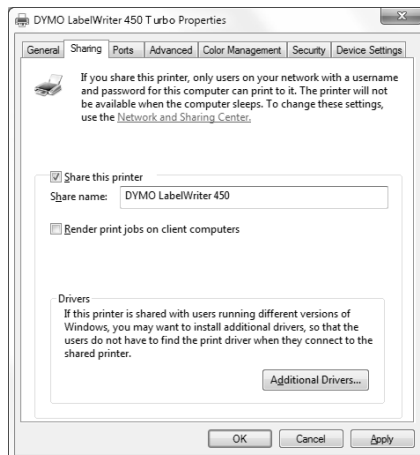 DYMO LabelWriter 450 Turbo Properties
General Sharing Ports Advanced Color Management Security Device Settings
If you share this printer, only users on your network with a username
and password for this computer can print to it. The printer will not
be available when the computer sleeps. To change these settings,
use the Network and Sharing Center.
Share this printer
Share name: DYMO LabelWriter 450
Render print jobs on client computers
Drivers
If this printer is shared with users running different versions of
Windows, you may want to install additional drivers, so that the
users do not have to find the print driver when they connect to the
shared printer.
Additional Drivers...
OK Cancel Apply